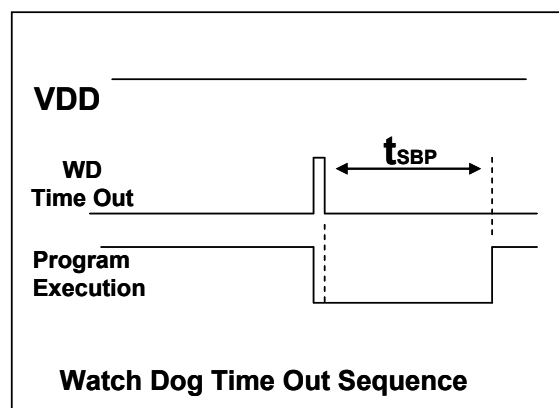 VDD
tSBP
WD
Time Out
Program
Execution
Watch Dog Time Out Sequence